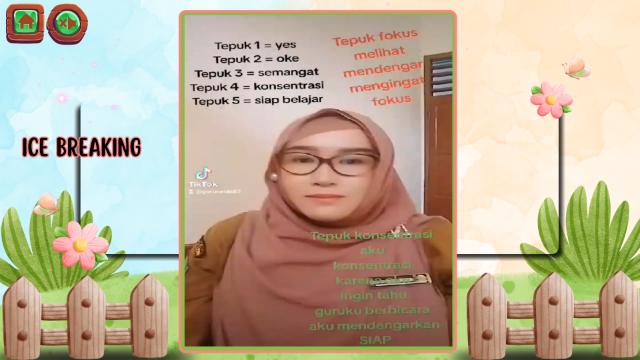 ICE BREAKING
Tepuk 1 = yes
Tepuk 2 = oke
Tepuk 3 = semangat
Tepuk 4 = konsentrasi
Tepuk 5 = siap belajar
Tepuk fokus
melihat
mendengar
mengingat
fokus
TikTok
Tepuk konsentrasi
aku
konsentrasi
karena
ingin tahu
guruku berbicara
aku mendengarkan
SIAP